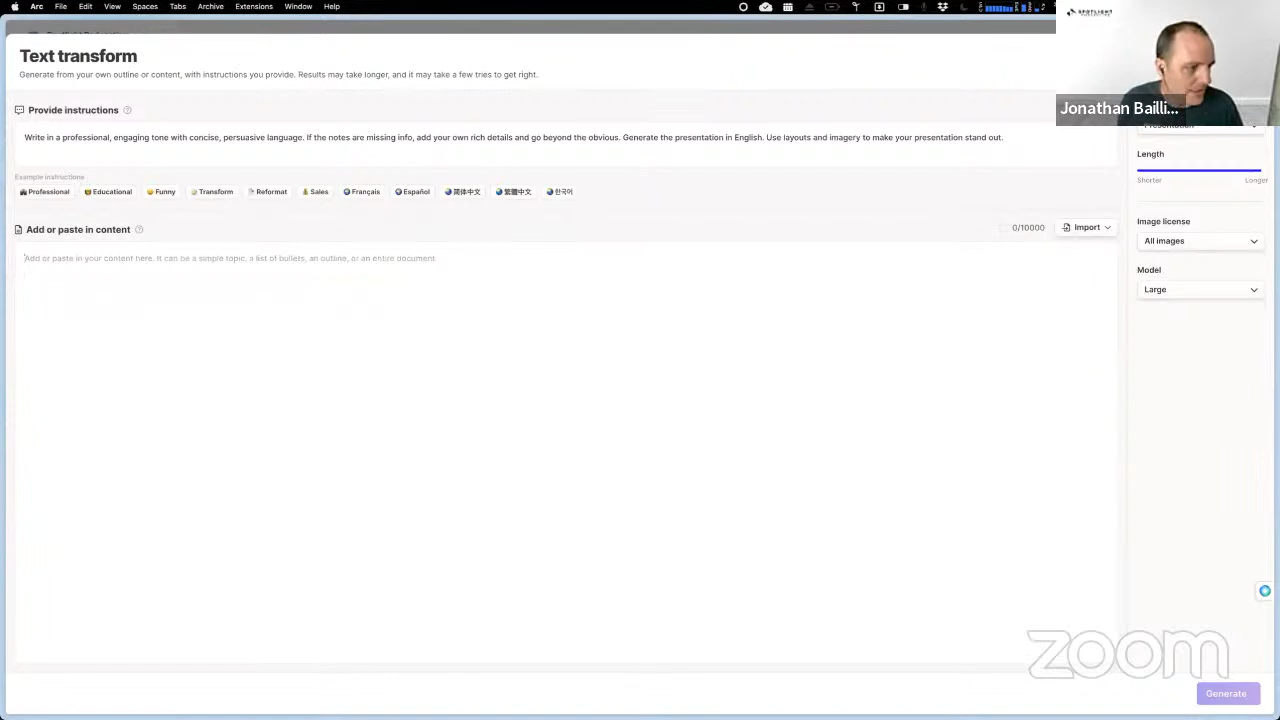 Arc File Edit View Spaces Tabs Archive Extensions Window Help
SPOTLIGHT
Jonathan Bailli...
Text transform
Generate from your own outline or content, with instructions you provide. Results may take longer, and it may take a few tries to get right.
Provide instructions
Write in a professional, engaging tone with concise, persuasive language. If the notes are missing info, add your own rich details and go beyond the obvious. Generate the presentation in English. Use layouts and imagery to make your presentation stand out.
Example instructions
Professional Educational Funny Transform Reformat Sales Français Español 简体中文 繁體中文 한국어
Add or paste in content
0/10000 Import
Add or paste in your content here. It can be a simple topic, a list of bullets, an outline, or an entire document
Presentation
Length
Shorter Longer
Image license
All images
Model
Large
zoom
Generate